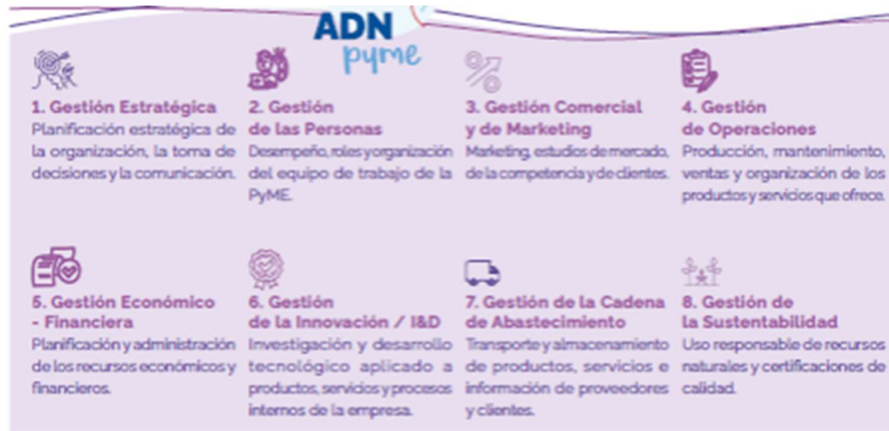 ADN
pyme
1. Gestión Estratégica
Planificación estratégica de
la organización, la toma de
decisiones y la comunicación.
2. Gestión
de las Personas
Desempeño, roles y organización
del equipo de trabajo de la
PyME.
3. Gestión Comercial
y de Marketing
Marketing, estudios de mercado,
de la competencia y de clientes.
4. Gestión
de Operaciones
Producción, mantenimiento,
ventas y organización de los
productos y servicios que ofrece.
5. Gestión Económico
- Financiera
Planificación y administración
de los recursos económicos y
financieros.
6. Gestión
de la Innovación / I&D
Investigación y desarrollo
tecnológico aplicado a
productos, servicios y procesos
internos de la empresa.
7. Gestión de la Cadena
de Abastecimiento
Transporte y almacenamiento
de productos, servicios e
información de proveedores
y clientes.
8. Gestión de
la Sustentabilidad
Uso responsable de recursos
naturales y certificaciones de
calidad.